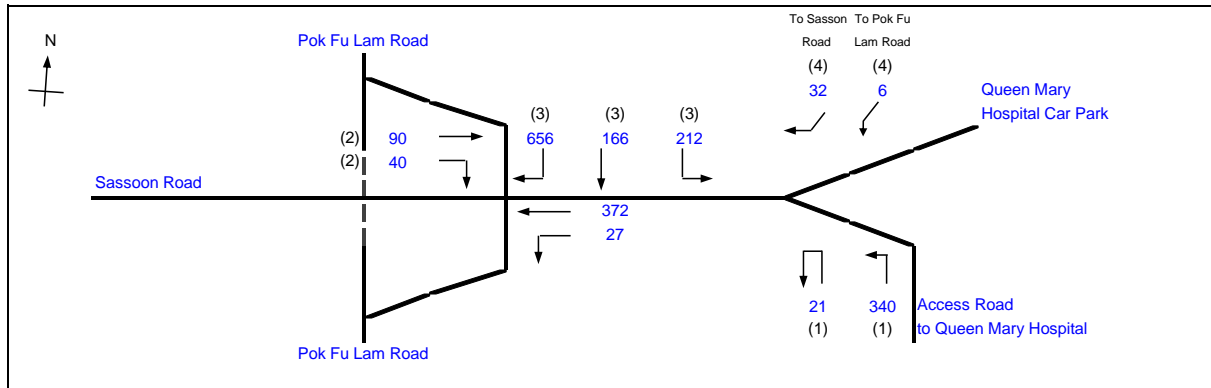 N
Pok Fu Lam Road
To Sasson
Road
(4)
32
To Pok Fu
Lam Road
(4)
6
Queen Mary
Hospital Car Park
(2) 90
(2) 40
(3) (3) (3)
656 166 212
Sassoon Road
372
27
21 340
(1) (1)
Access Road
to Queen Mary Hospital
Pok Fu Lam Road